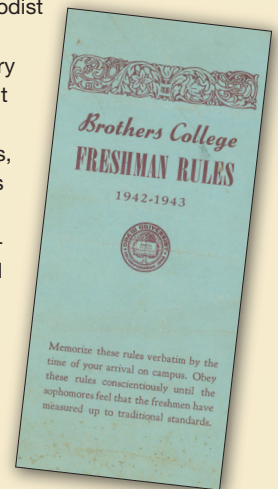 odist
ry
t
s,
s
-
l
Brothers College
FRESHMAN RULES
1942-1943
Memorize these rules verbatim by the
time of your arrival on campus. Obey
these rules conscientiously until the
sophomores feel that the freshmen have
measured up to traditional standards.